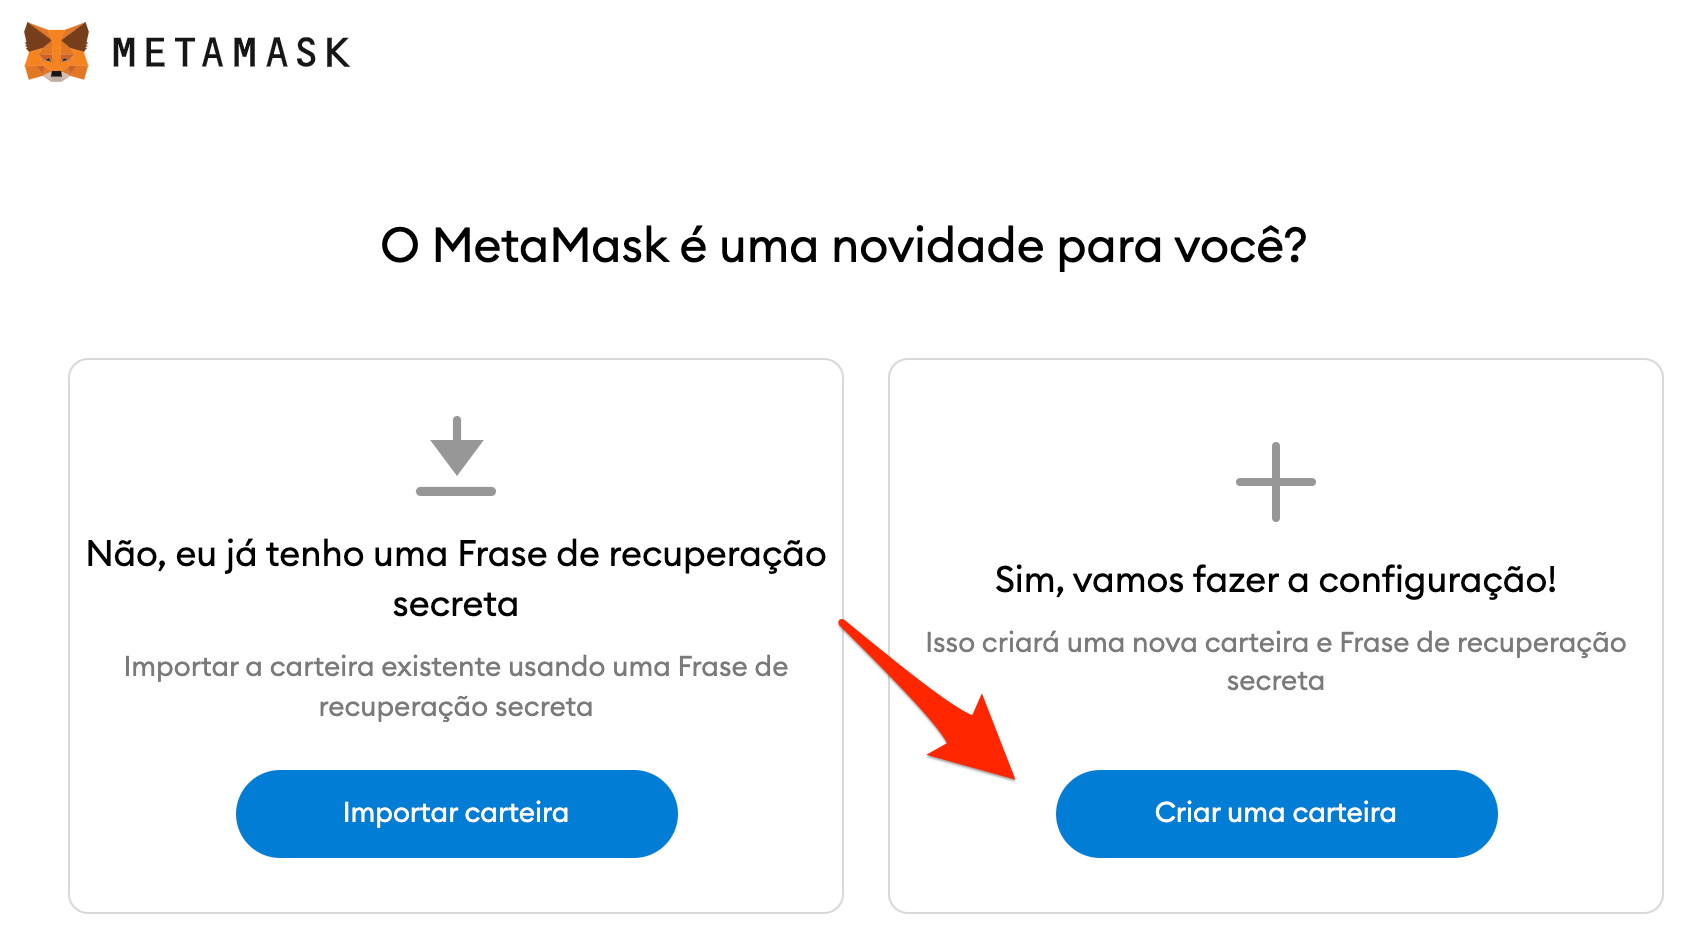 METAMASK
O MetaMask é uma novidade para você?
Não, eu já tenho uma Frase de recuperação
secreta
Importar a carteira existente usando uma Frase de
recuperação secreta
Importar carteira
Sim, vamos fazer a configuração!
Isso criará uma nova carteira e Frase de recuperação
secreta
Criar uma carteira